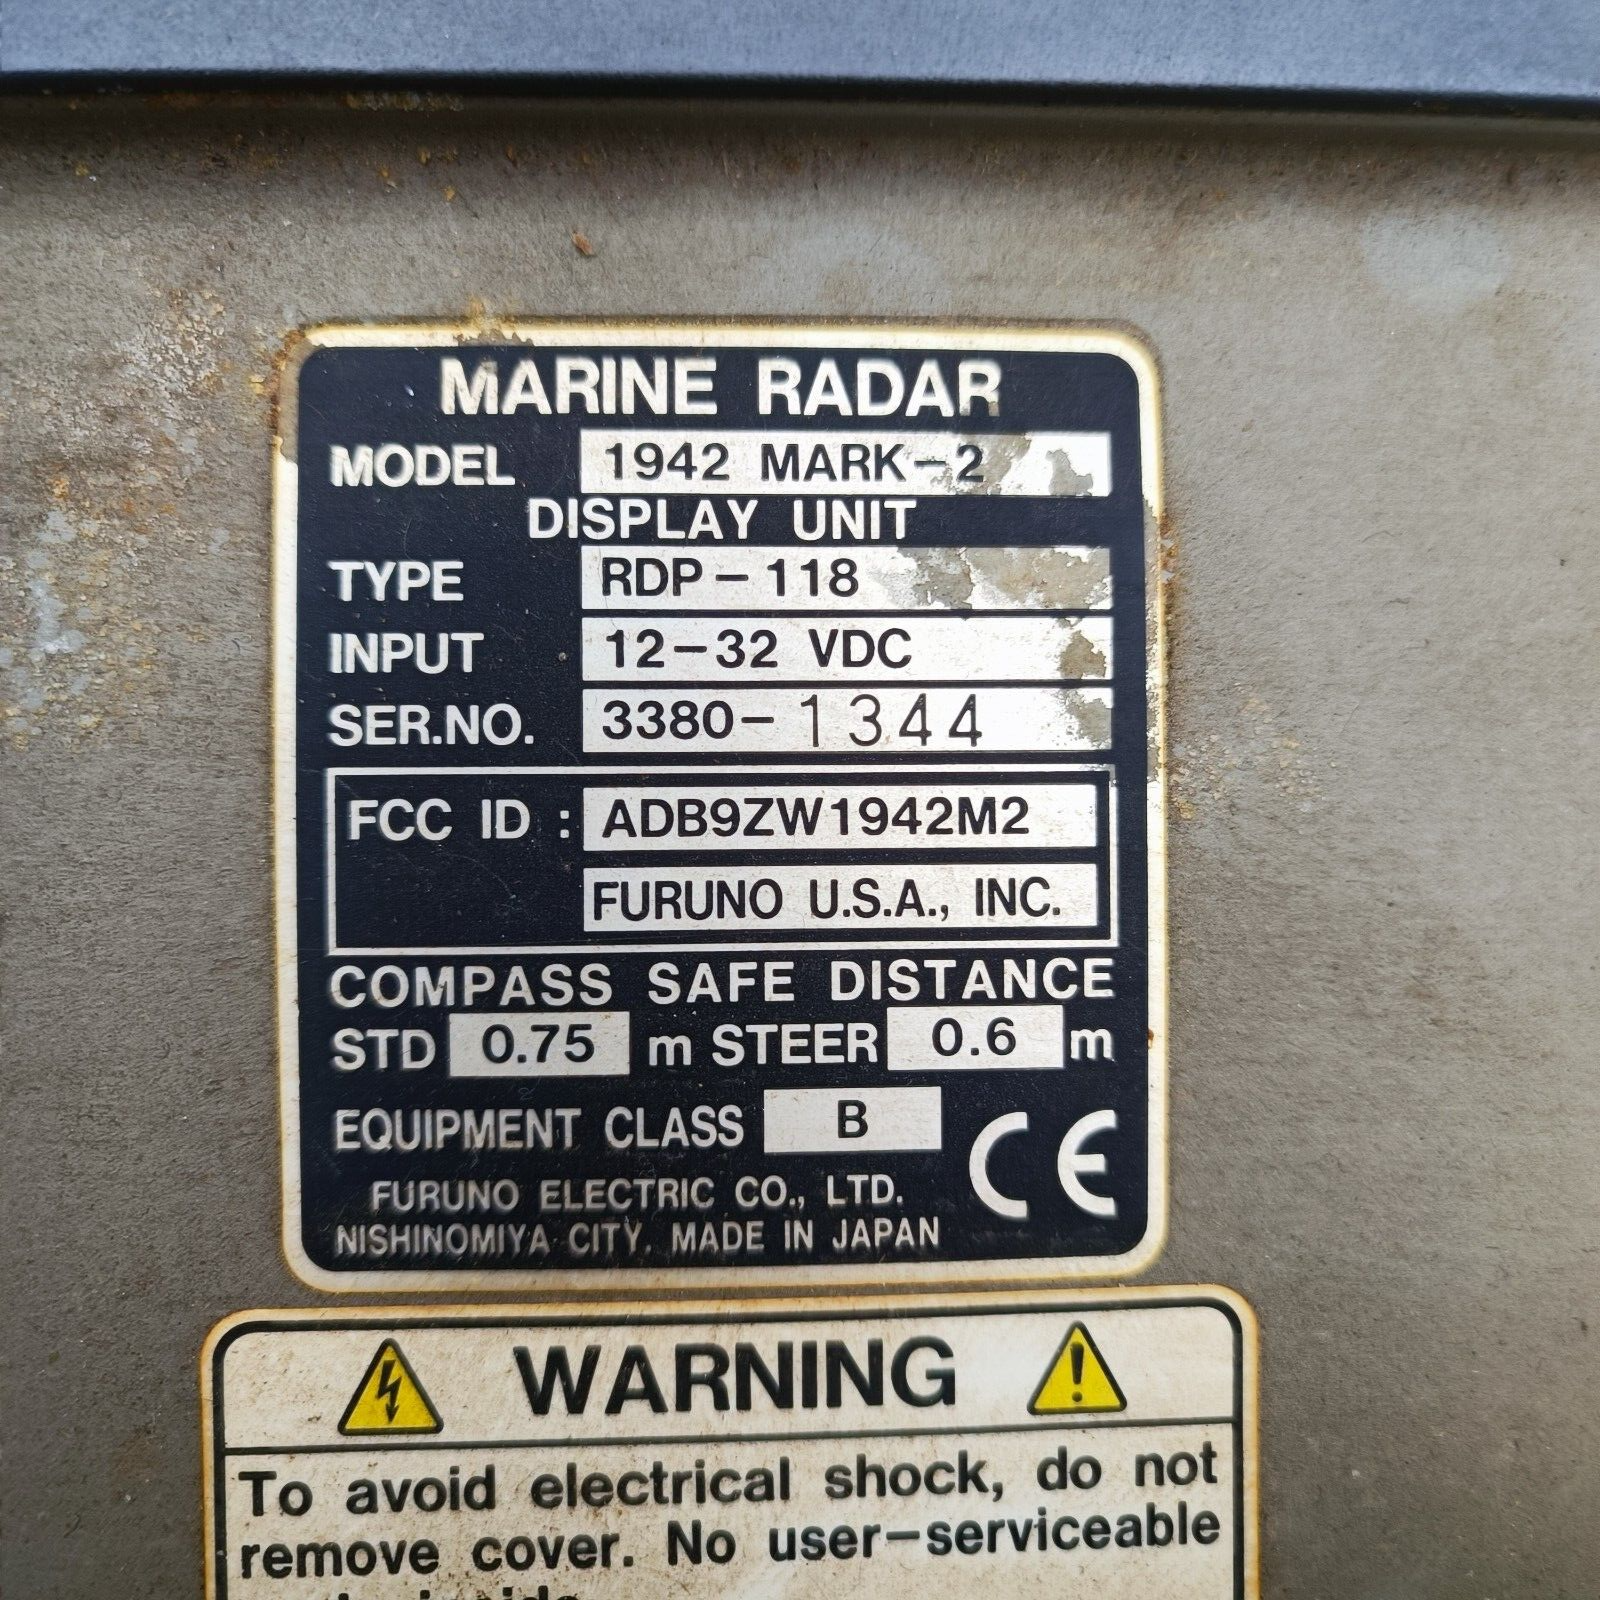 MARINE RADAR
MODEL 1942 MARK-2
DISPLAY UNIT
TYPE RDP-118
INPUT 12-32 VDC
SER.NO. 3380-1344
FCC ID : ADB9ZW1942M2
FURUNO U.S.A., INC.
COMPASS SAFE DISTANCE
STD 0.75 m STEER 0.6 m
EQUIPMENT CLASS B
CE
FURUNO ELECTRIC CO., LTD.
NISHINOMIYA CITY, MADE IN JAPAN
WARNING
To avoid electrical shock, do not
remove cover. No user-serviceable